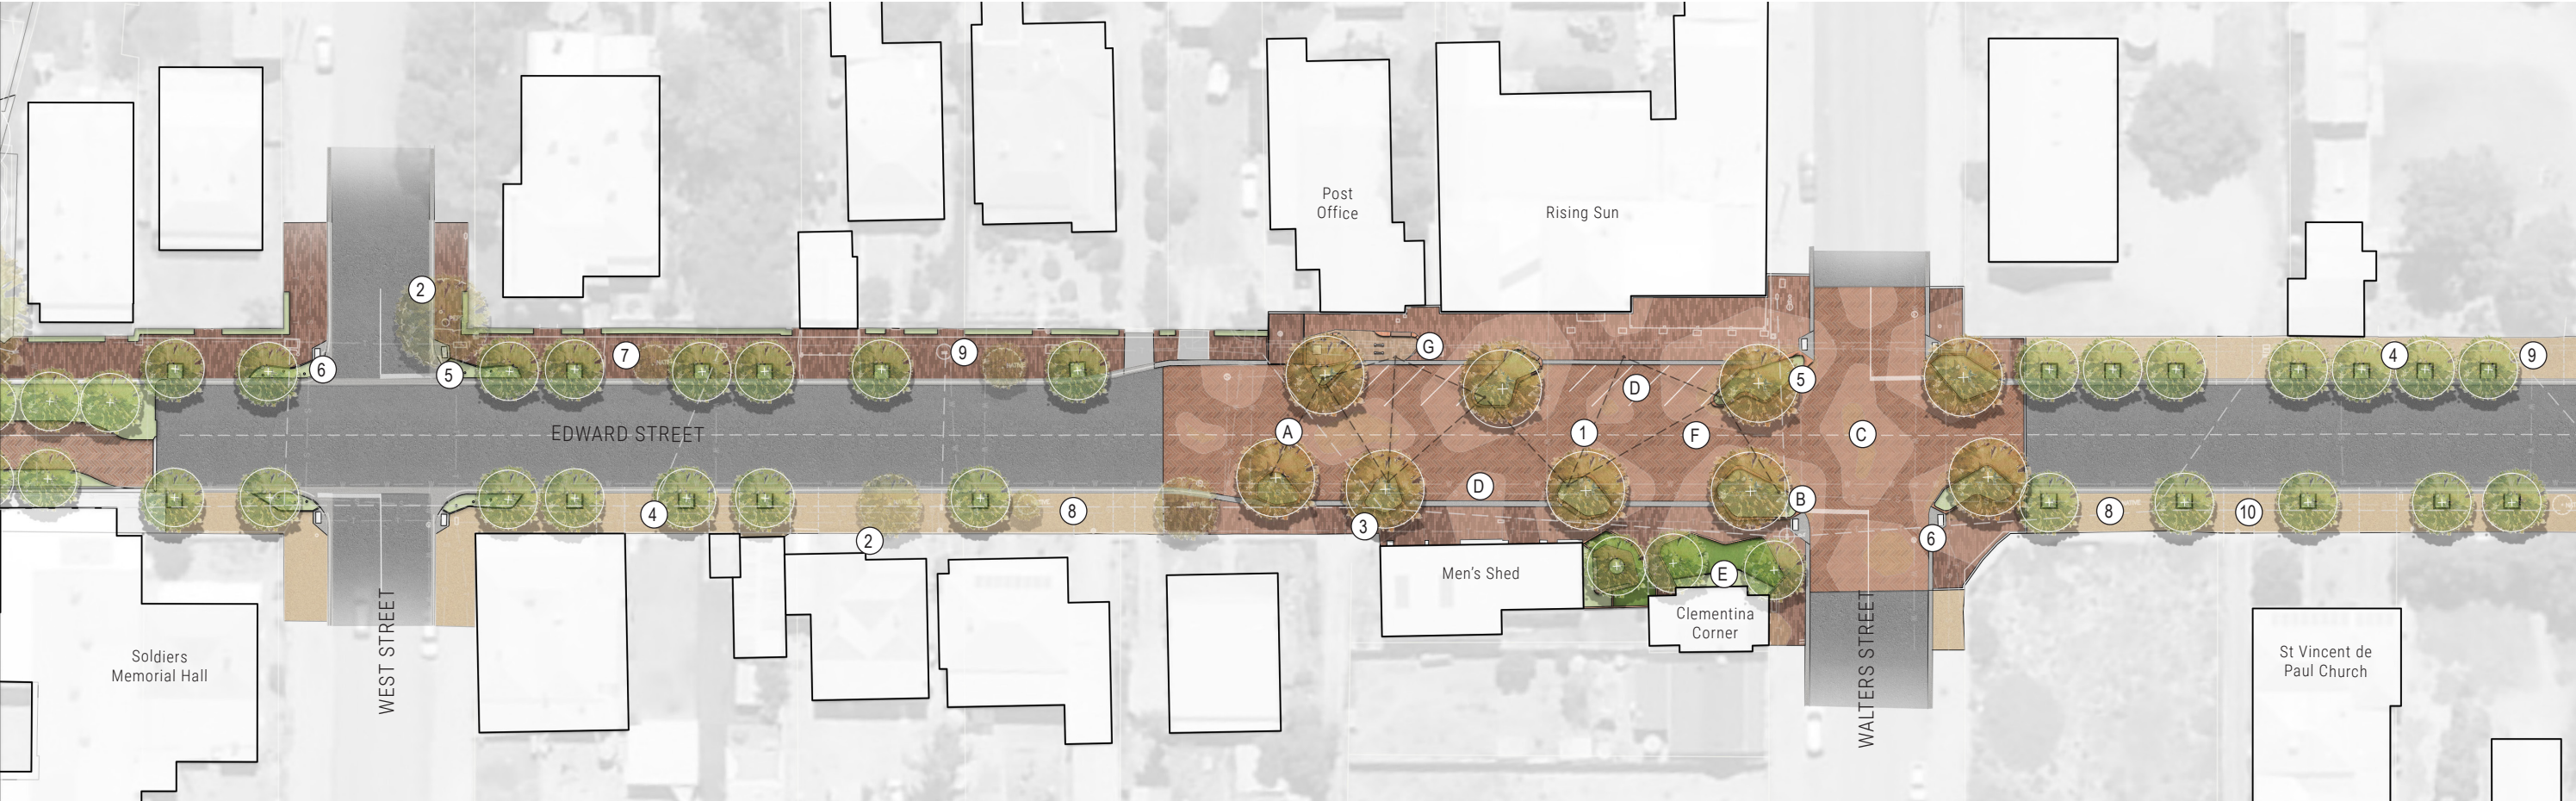 Post
Office
Rising Sun
2
6
5
7
9
G
D
5
4
9
EDWARD STREET
A
1
F
C
D
B
4
8
3
2
6
8
10
Men's Shed
E
Clementina
Corner
WEST STREET
WALTERS STREET
Soldiers
Memorial Hall
St Vincent de
Paul Church